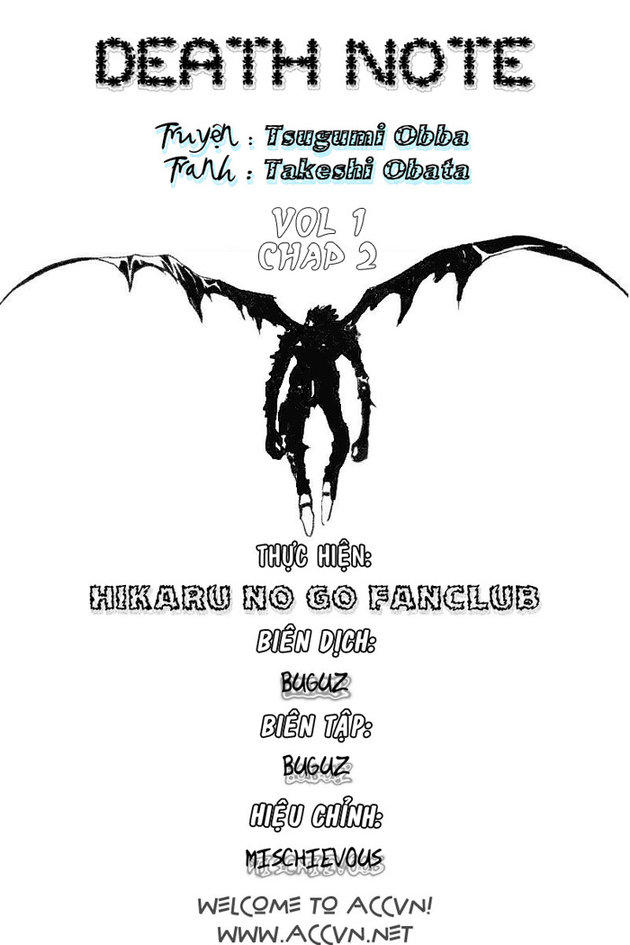 DEATH NOTE
Truyện : Tsugumi Obba
Tranh : Takeshi Obata
VOL 1
CHAP 2
THỰC HIỆN:
HIKARU NO GO FANCLUB
BIÊN DỊCH:
BUGUZ
BIÊN TẬP:
BUGUZ
HIỆU CHỈNH:
MISCHIEVOUS
WELCOME TO ACCVN!
WWW.ACCVN.NET